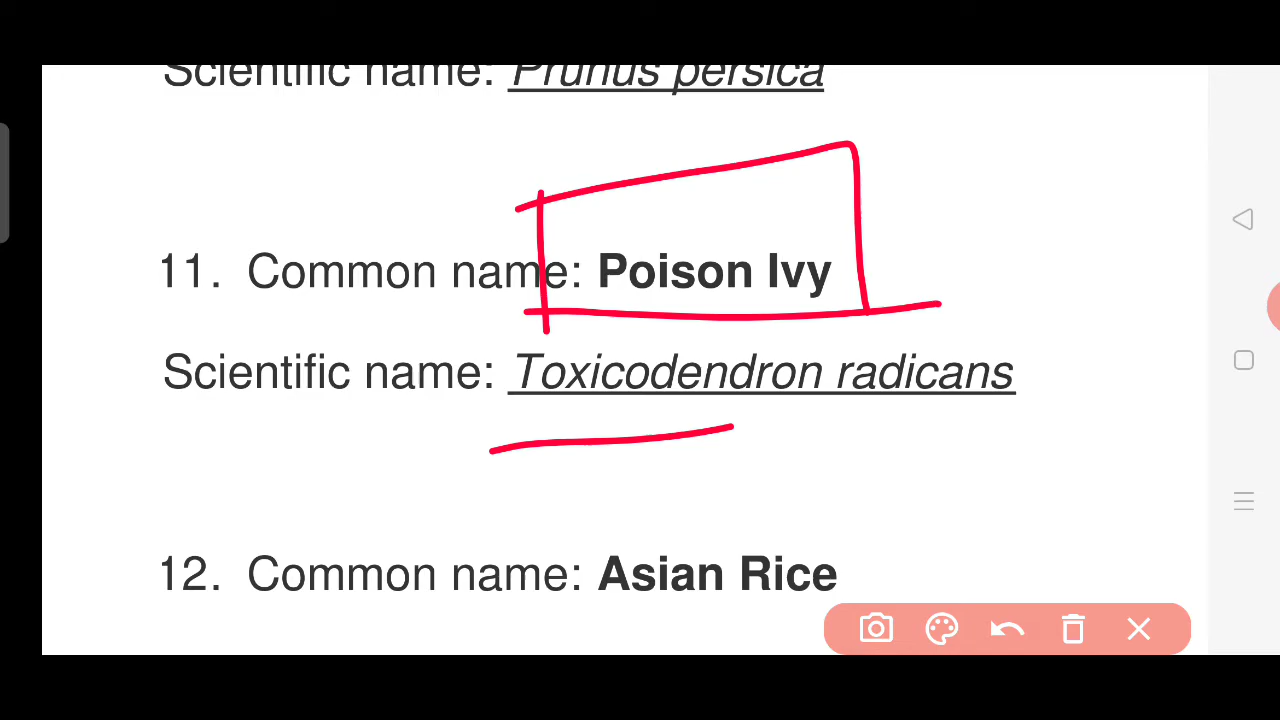 Scientific name: Prunus persica
11. Common name: Poison Ivy
Scientific name: Toxicodendron radicans
12. Common name: Asian Rice